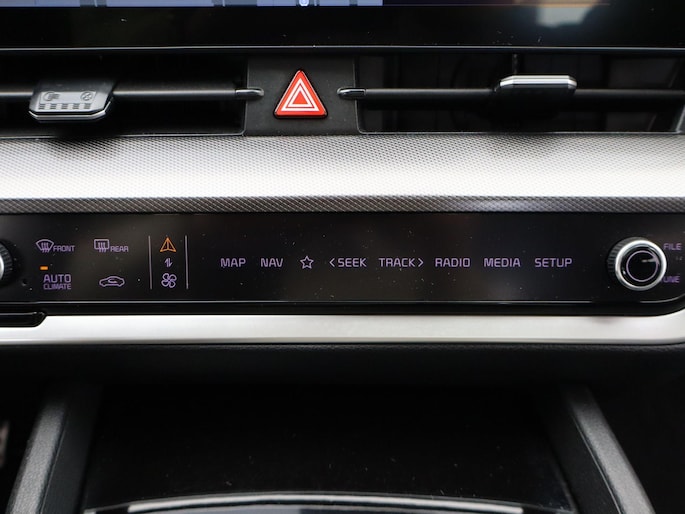 FRONT
REAR
MAP NAV <SEEK TRACK> RADIO MEDIA SETUP
FILE
AUTO
CLIMATE